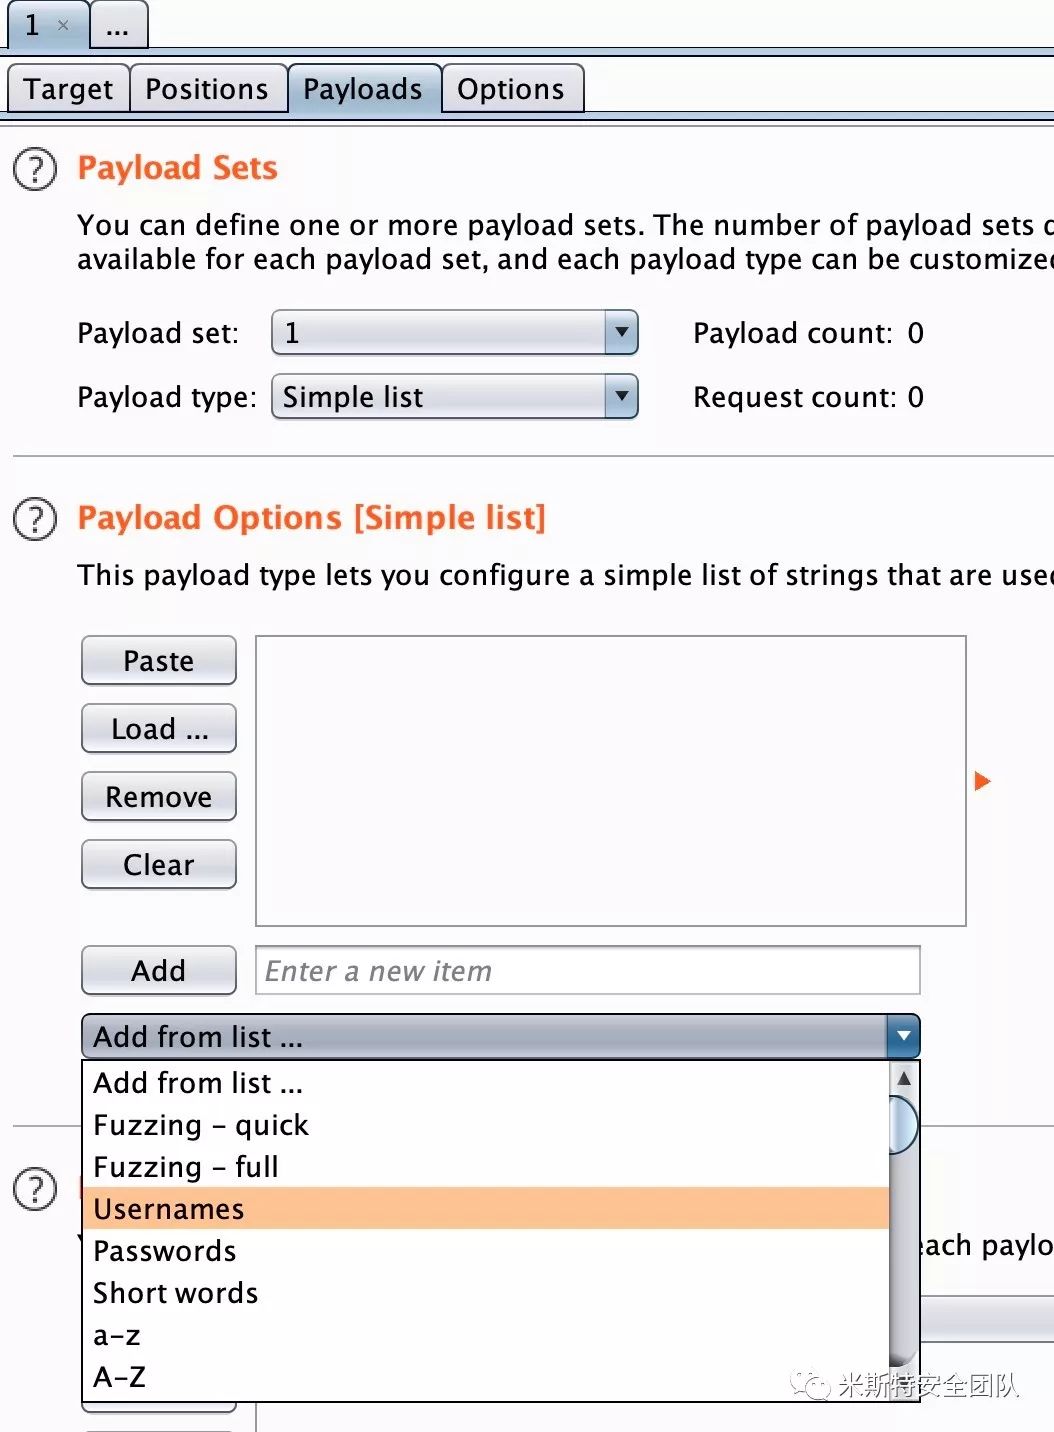 1 × ...
Target Positions Payloads Options
? Payload Sets
You can define one or more payload sets. The number of payload sets
available for each payload set, and each payload type can be customized
Payload set: 1 Payload count: 0
Payload type: Simple list Request count: 0
? Payload Options [Simple list]
This payload type lets you configure a simple list of strings that are used
Paste
Load ...
Remove
Clear
Add Enter a new item
Add from list ...
Add from list ...
Fuzzing – quick
Fuzzing – full
?
Usernames
Passwords
each paylo
Short words
a–z
A–Z
米斯特安全团队